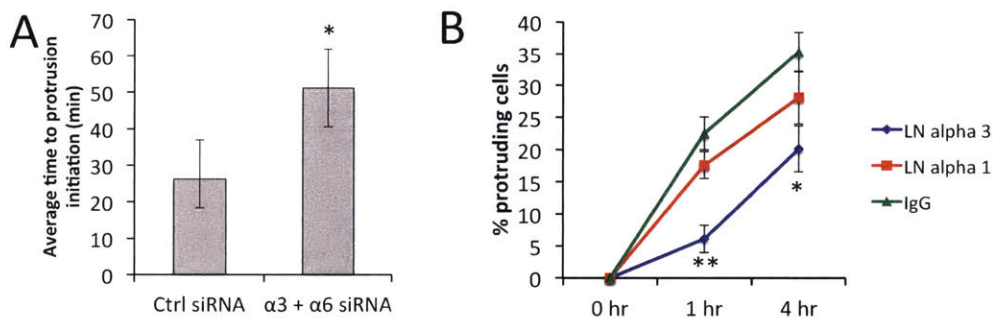 A
Average time to protrusion
initiation (min)
70
60
50
40
30
20
10
0
*
Ctrl siRNA
α3 + α6 siRNA
B
% protruding cells
40
35
30
25
20
15
10
5
0
**
*
0 hr
1 hr
4 hr
LN alpha 3
LN alpha 1
IgG